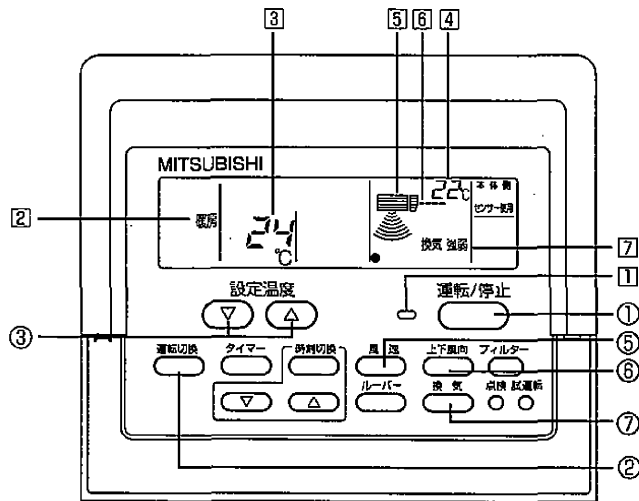 3 5 6 4
MITSUBISHI
22℃ 本体側
2 暖房 24℃ センサー使用
換気 強弱 7
1
設定温度 運転/停止
▽ △ ①
③ ⑤
運転切換 タイマー 時刻切換 風速 上下風向 フィルター
⑥
ルーバー 換気 点検 試運転
▽ △
⑦
②